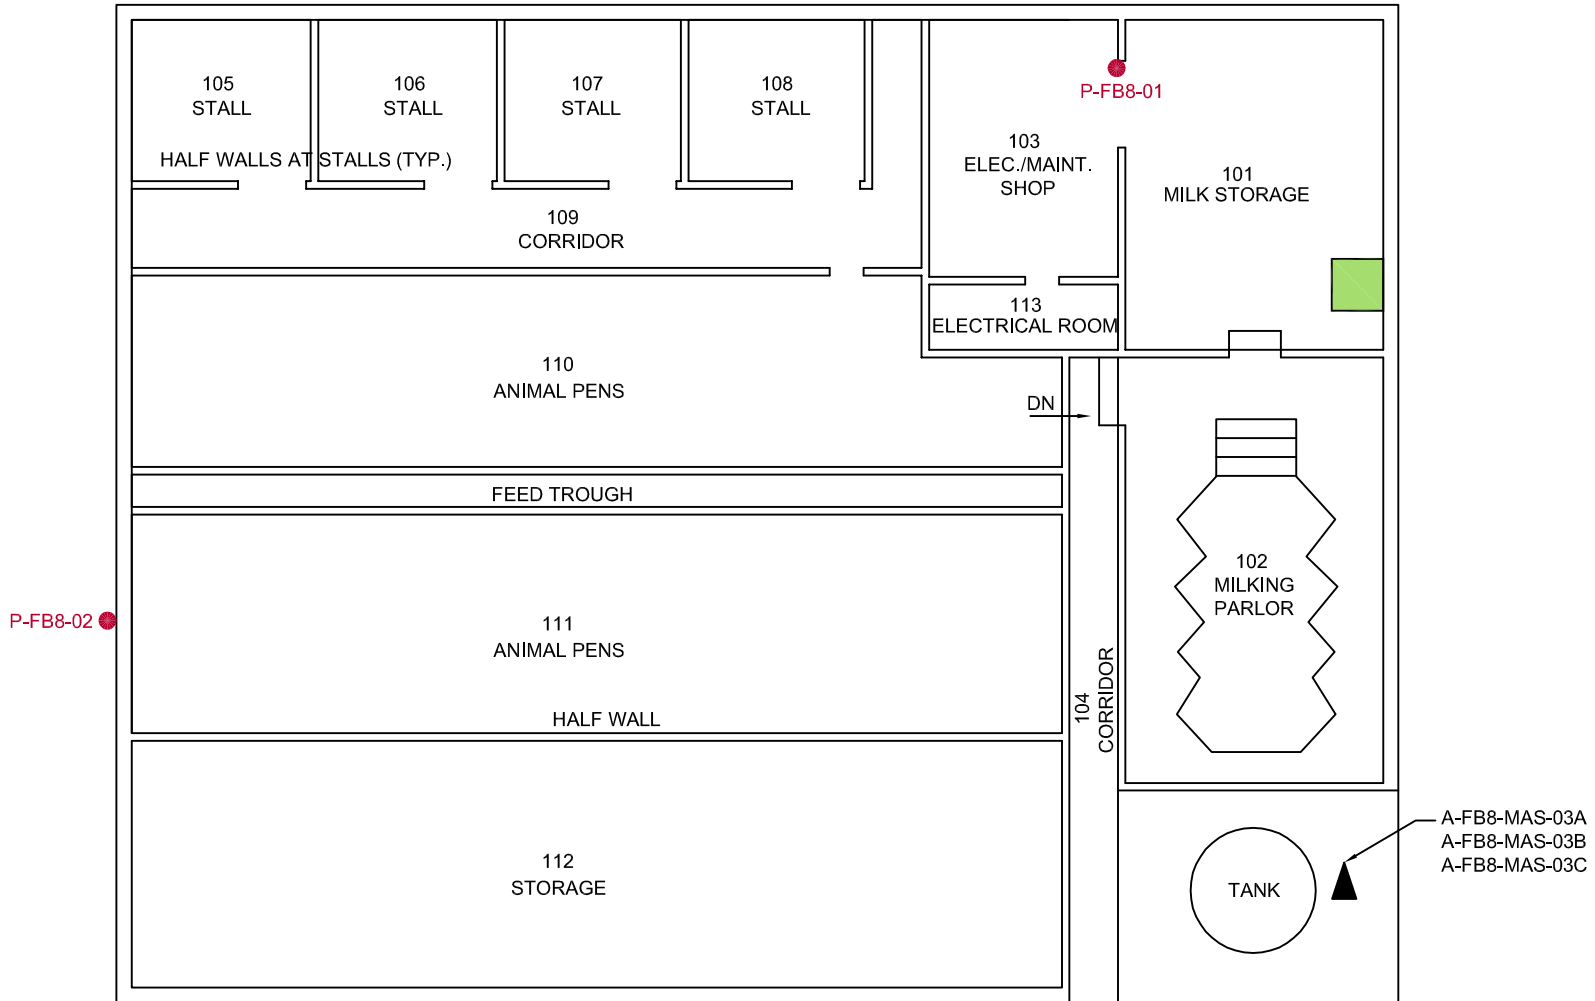 105
STALL
106
STALL
107
STALL
108
STALL
HALF WALLS AT STALLS (TYP.)
P-FB8-01
103
ELEC./MAINT.
SHOP
101
MILK STORAGE
109
CORRIDOR
113
ELECTRICAL ROOM
110
ANIMAL PENS
DN
FEED TROUGH
102
MILKING
PARLOR
P-FB8-02
111
ANIMAL PENS
HALF WALL
104
CORRIDOR
112
STORAGE
TANK
A-FB8-MAS-03A
A-FB8-MAS-03B
A-FB8-MAS-03C